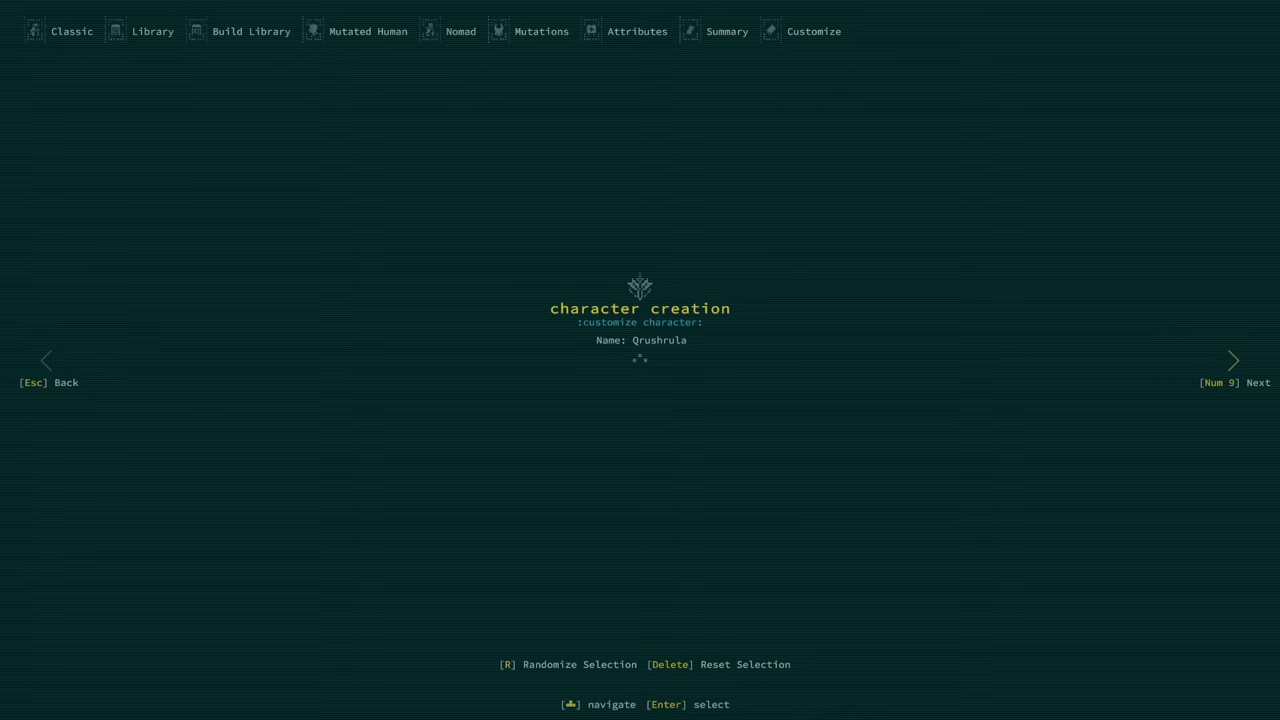 Classic Library Build Library Mutated Human Nomad Mutations Attributes Summary Customize
character creation
:customize character:
Name: Qrushrula
[Esc] Back
[Num 9] Next
[R] Randomize Selection [Delete] Reset Selection
navigate [Enter] select